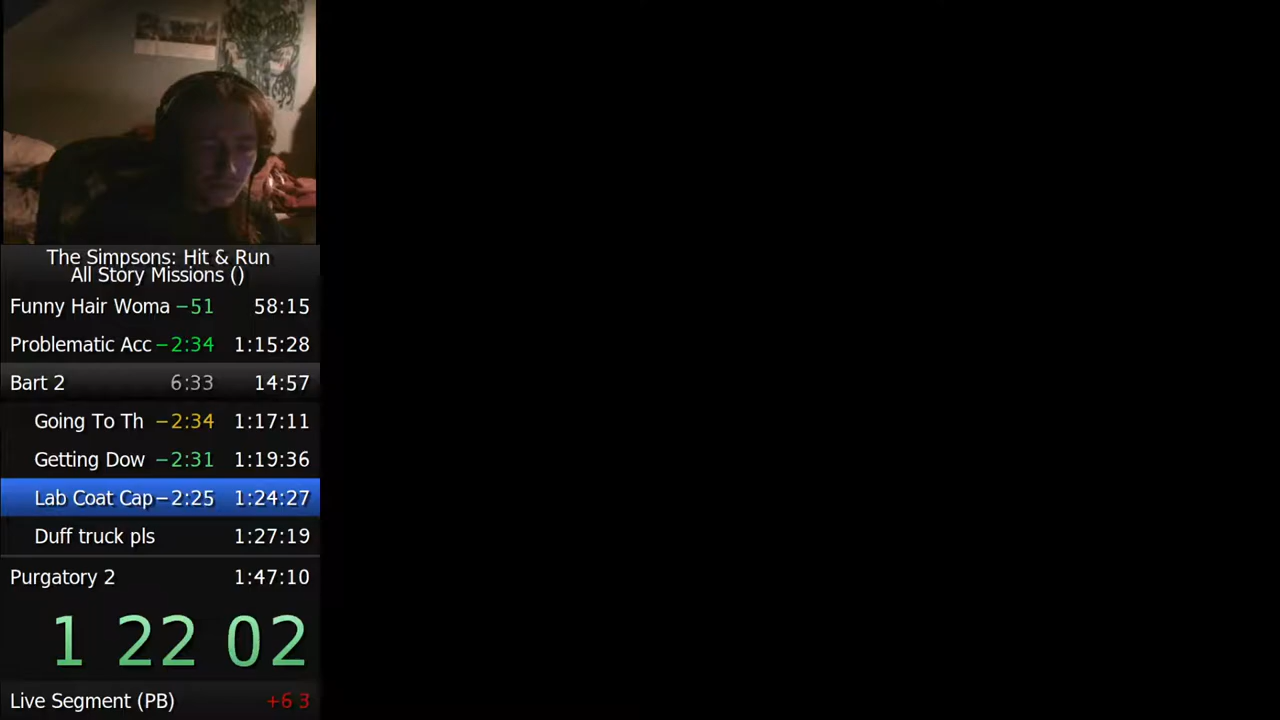 The Simpsons: Hit & Run
All Story Missions ()
Funny Hair Woma −51 58:15
Problematic Acc −2:34 1:15:28
Bart 2 6:33 14:57
Going To Th −2:34 1:17:11
Getting Dow −2:31 1:19:36
Lab Coat Cap −2:25 1:24:27
Duff truck pls 1:27:19
Purgatory 2 1:47:10
1 22 02
Live Segment (PB) +6 3